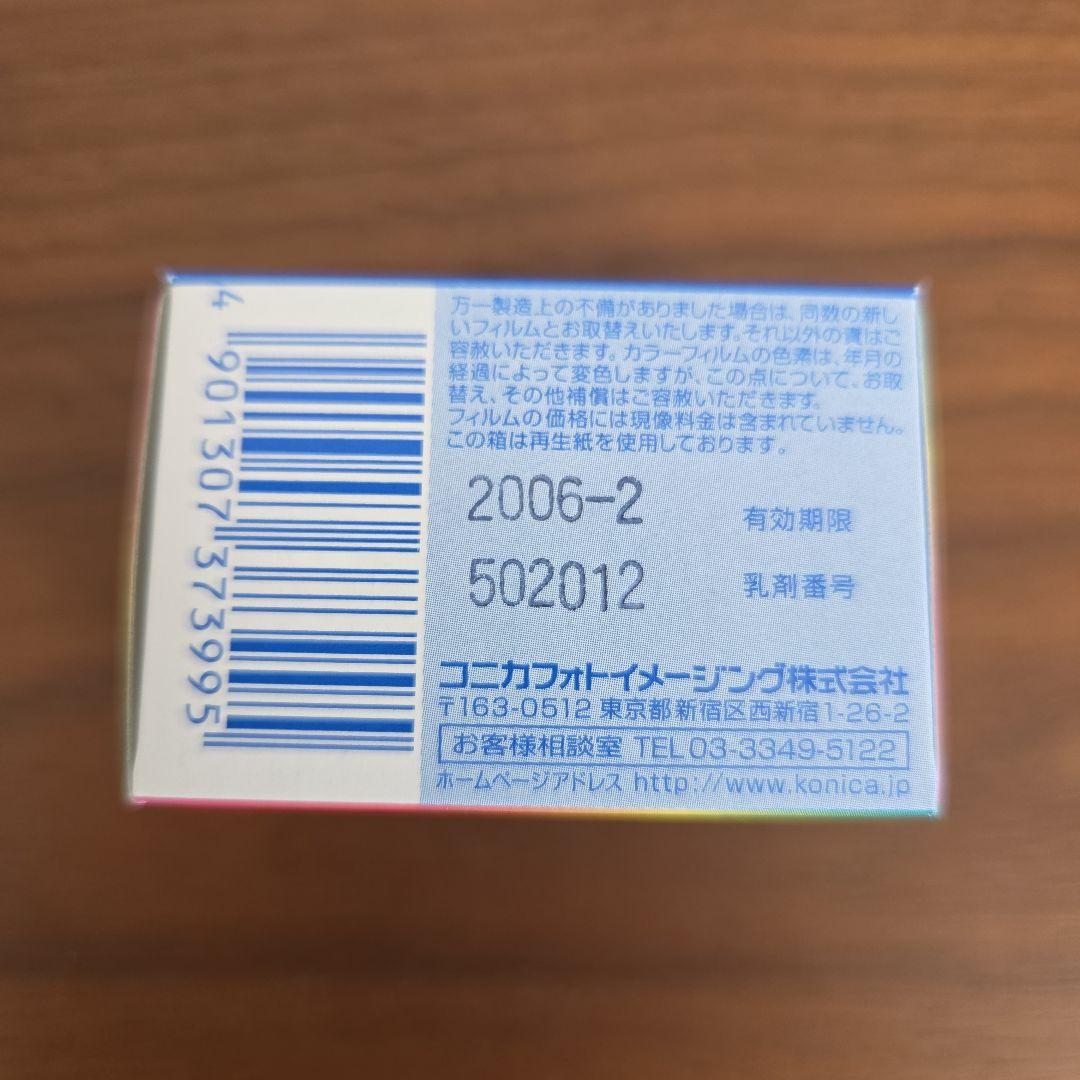 4 901307 373995
万一製造上の不備がありました場合は、同数の新し
いフィルムとお取替えいたします。それ以外の責はご
容赦いただきます。カラーフィルムの色素は、年月の
経過によって変色しますが、この点について、お取
替え、その他補償はご容赦いただきます。
フィルムの価格には現像料金は含まれていません。
この箱は再生紙を使用しております。
2006-2 有効期限
502012 乳剤番号
コニカフォトイメージング株式会社
〒163-0512 東京都新宿区西新宿1-26-2
お客様相談室 TEL 03-3349-5122
ホームページアドレス http://www.konica.jp